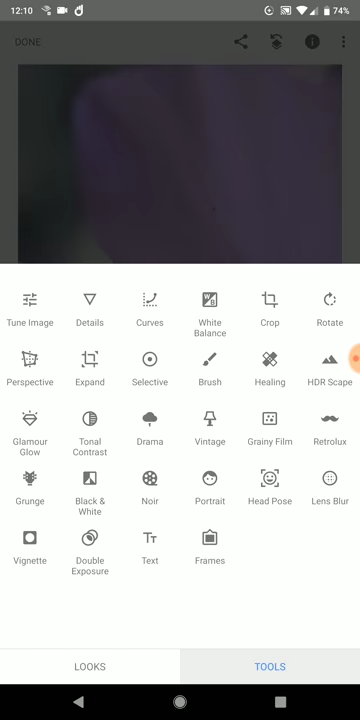 12:10
74%
DONE
Tune Image
Details
Curves
White Balance
Crop
Rotate
Perspective
Expand
Selective
Brush
Healing
HDR Scape
Glamour Glow
Tonal Contrast
Drama
Vintage
Grainy Film
Retrolux
Grunge
Black & White
Noir
Portrait
Head Pose
Lens Blur
Vignette
Double Exposure
Text
Frames
LOOKS
TOOLS